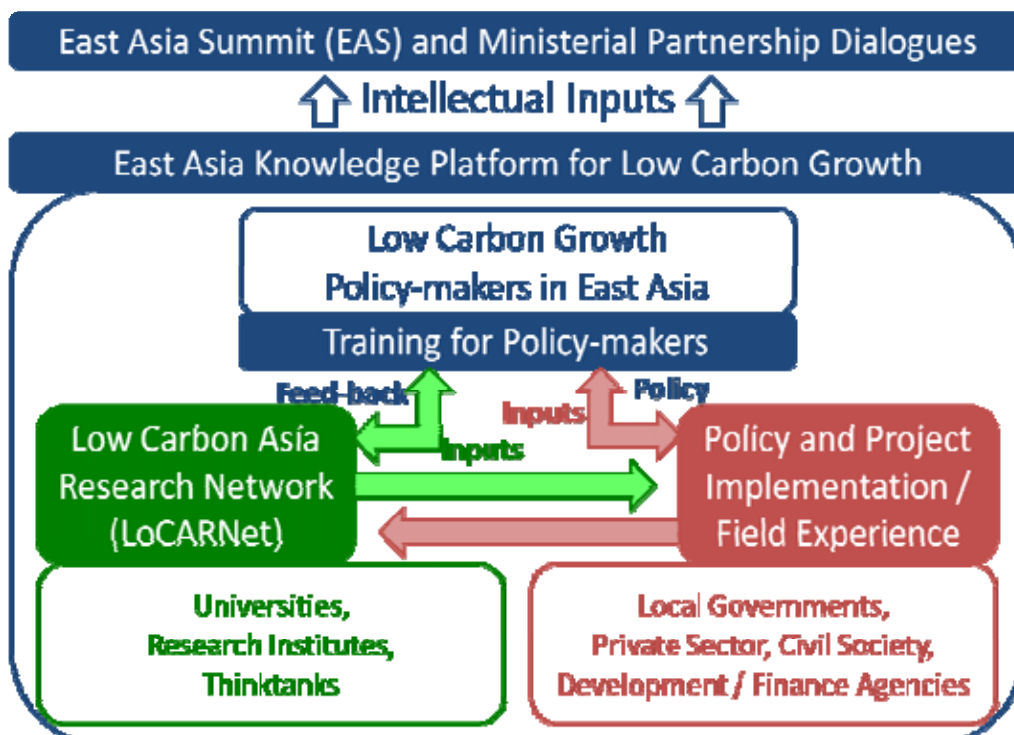 East Asia Summit (EAS) and Ministerial Partnership Dialogues
Intellectual Inputs
East Asia Knowledge Platform for Low Carbon Growth
Low Carbon Growth
Policy-makers in East Asia
Training for Policy-makers
Feed-back
Policy
Inputs
Inputs
Low Carbon Asia
Research Network
(LoCARNet)
Policy and Project
Implementation /
Field Experience
Universities,
Research Institutes,
Thinktanks
Local Governments,
Private Sector, Civil Society,
Development / Finance Agencies